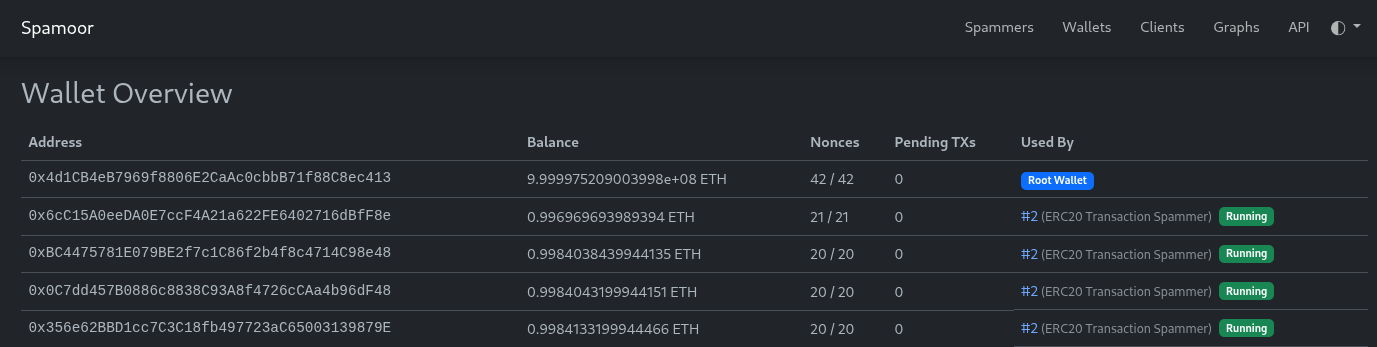 Spamoor Spammers Wallets Clients Graphs API
Wallet Overview
Address Balance Nonces Pending TXs Used By
0x4d1CB4eB7969f8806E2CaAc0cbbB71f88C8ec413 9.999975209003998e+08 ETH 42 / 42 0 Root Wallet
0x6cC15A0eeDA0E7ccF4A21a622FE6402716dBfF8e 0.996969693989394 ETH 21 / 21 0 #2 (ERC20 Transaction Spammer) Running
0xBC4475781E079BE2f7c1C86f2b4f8c4714C98e48 0.9984038439944135 ETH 20 / 20 0 #2 (ERC20 Transaction Spammer) Running
0x0C7dd457B0886c8838C93A8f4726cCAa4b96dF48 0.9984043199944151 ETH 20 / 20 0 #2 (ERC20 Transaction Spammer) Running
0x356e62BBD1cc7C3C18fb497723aC65003139879E 0.9984133199944466 ETH 20 / 20 0 #2 (ERC20 Transaction Spammer) Running